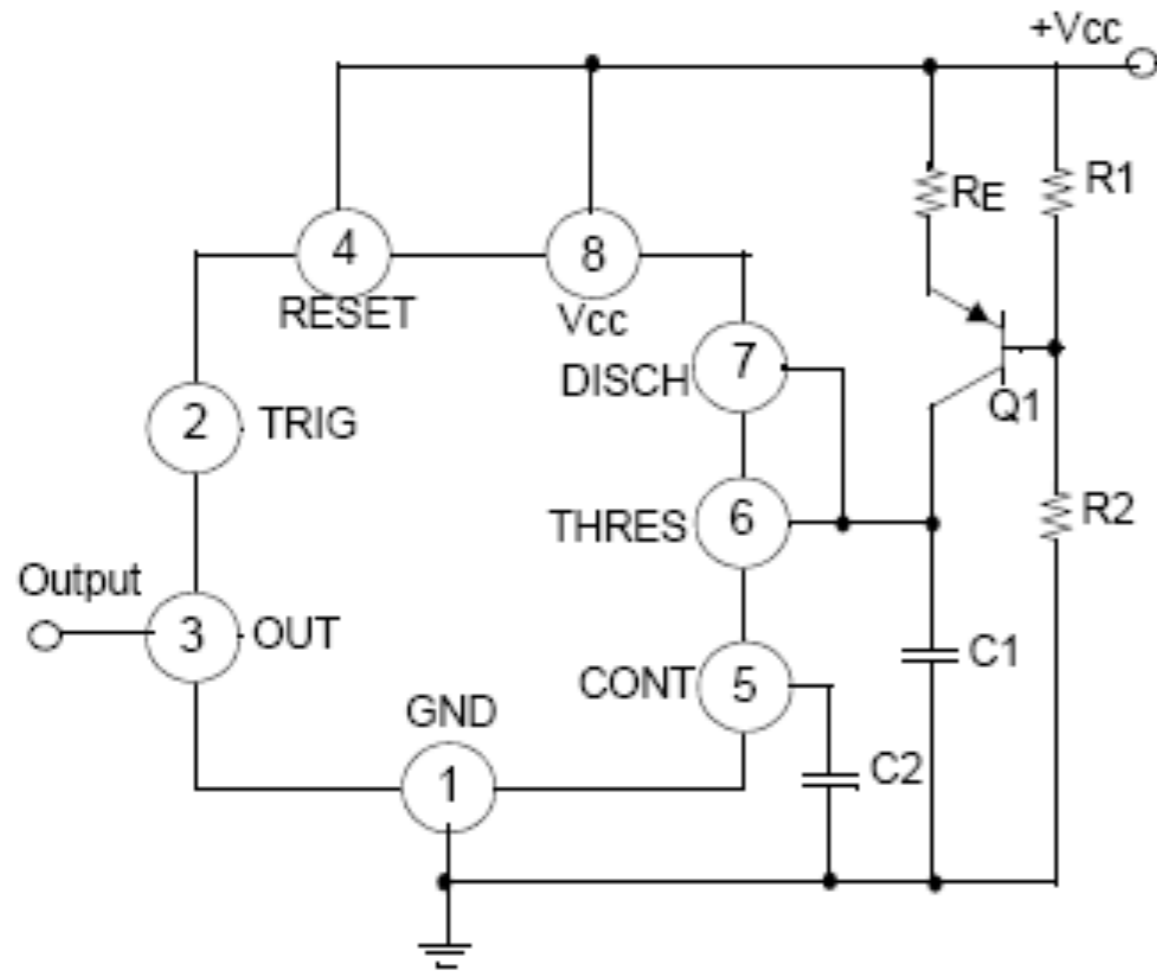 +Vcc
4
RESET
8
Vcc
RE
R1
7
DISCH
Q1
2
TRIG
6
THRES
R2
Output
3
OUT
5
CONT
C1
GND
1
C2